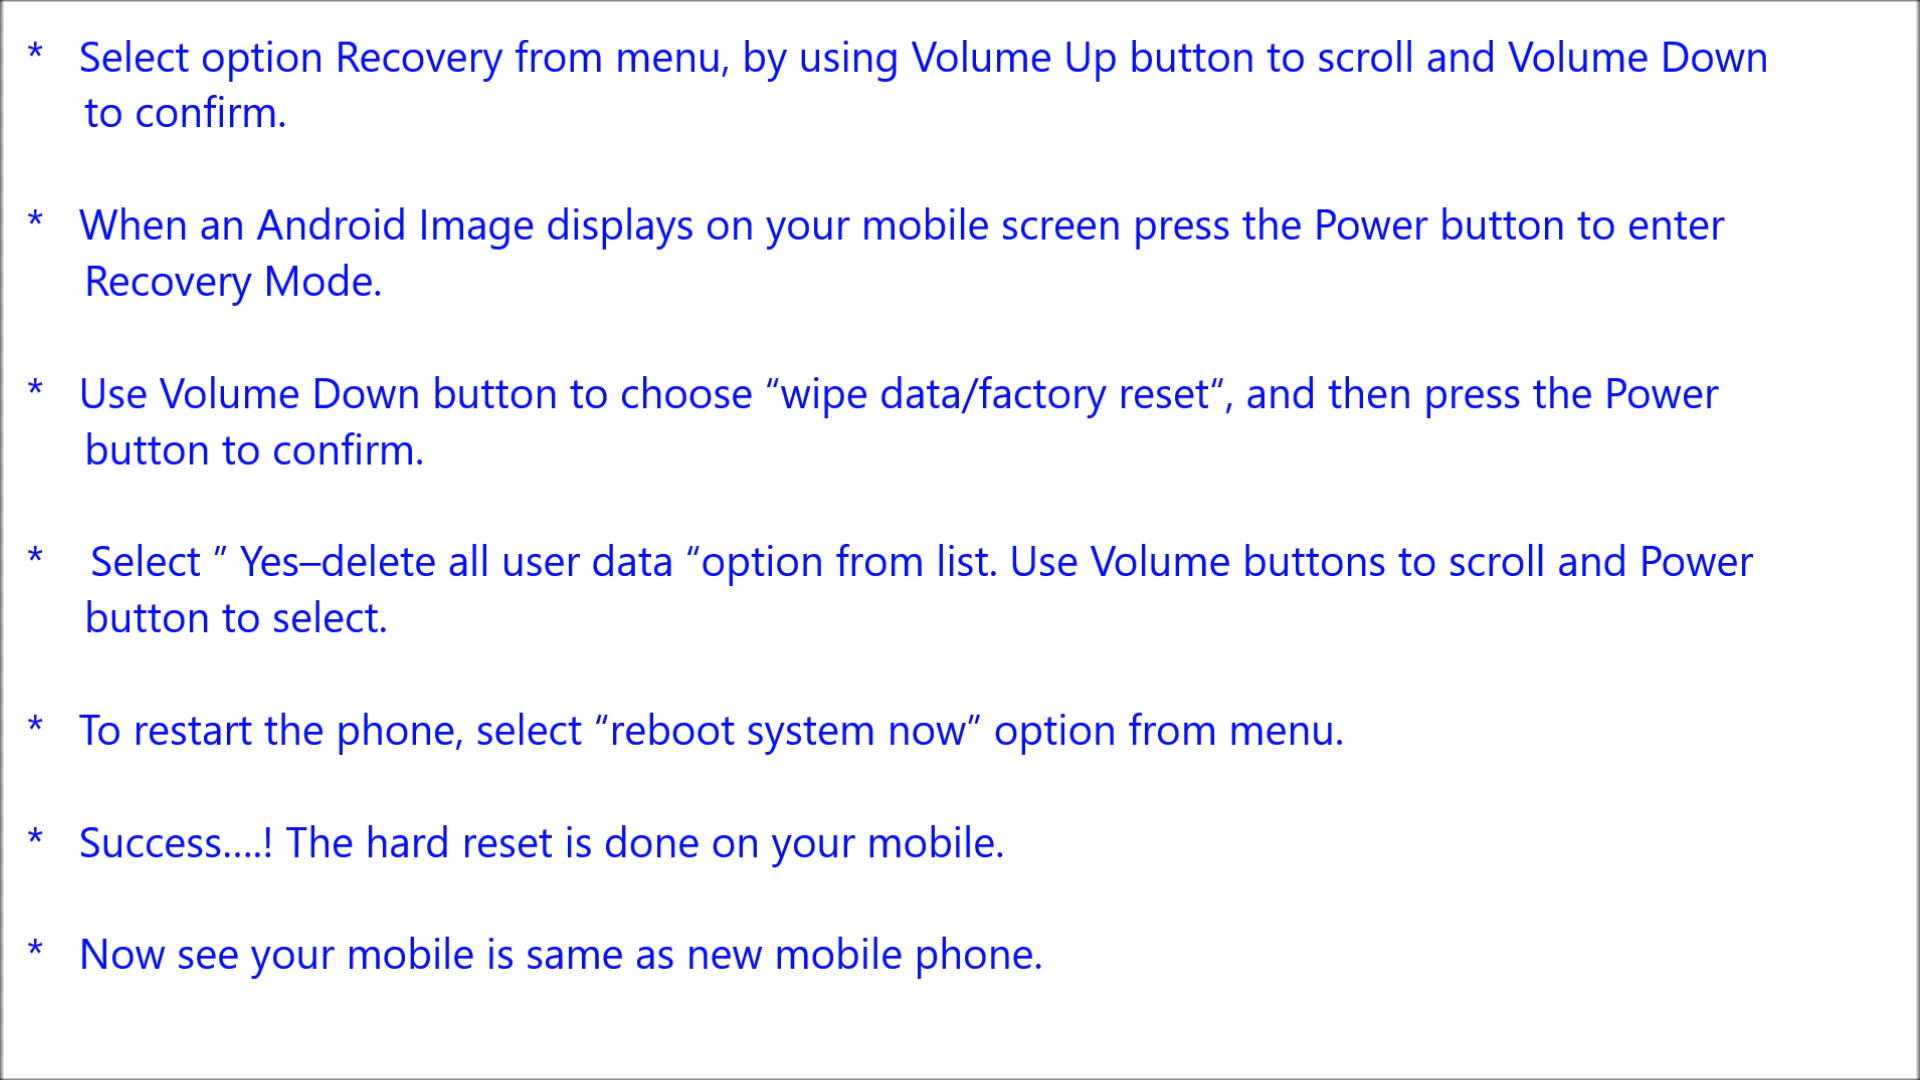 * Select option Recovery from menu, by using Volume Up button to scroll and Volume Down
to confirm.
* When an Android Image displays on your mobile screen press the Power button to enter
Recovery Mode.
* Use Volume Down button to choose “wipe data/factory reset“, and then press the Power
button to confirm.
* Select ” Yes–delete all user data “option from list. Use Volume buttons to scroll and Power
button to select.
* To restart the phone, select “reboot system now” option from menu.
* Success....! The hard reset is done on your mobile.
* Now see your mobile is same as new mobile phone.